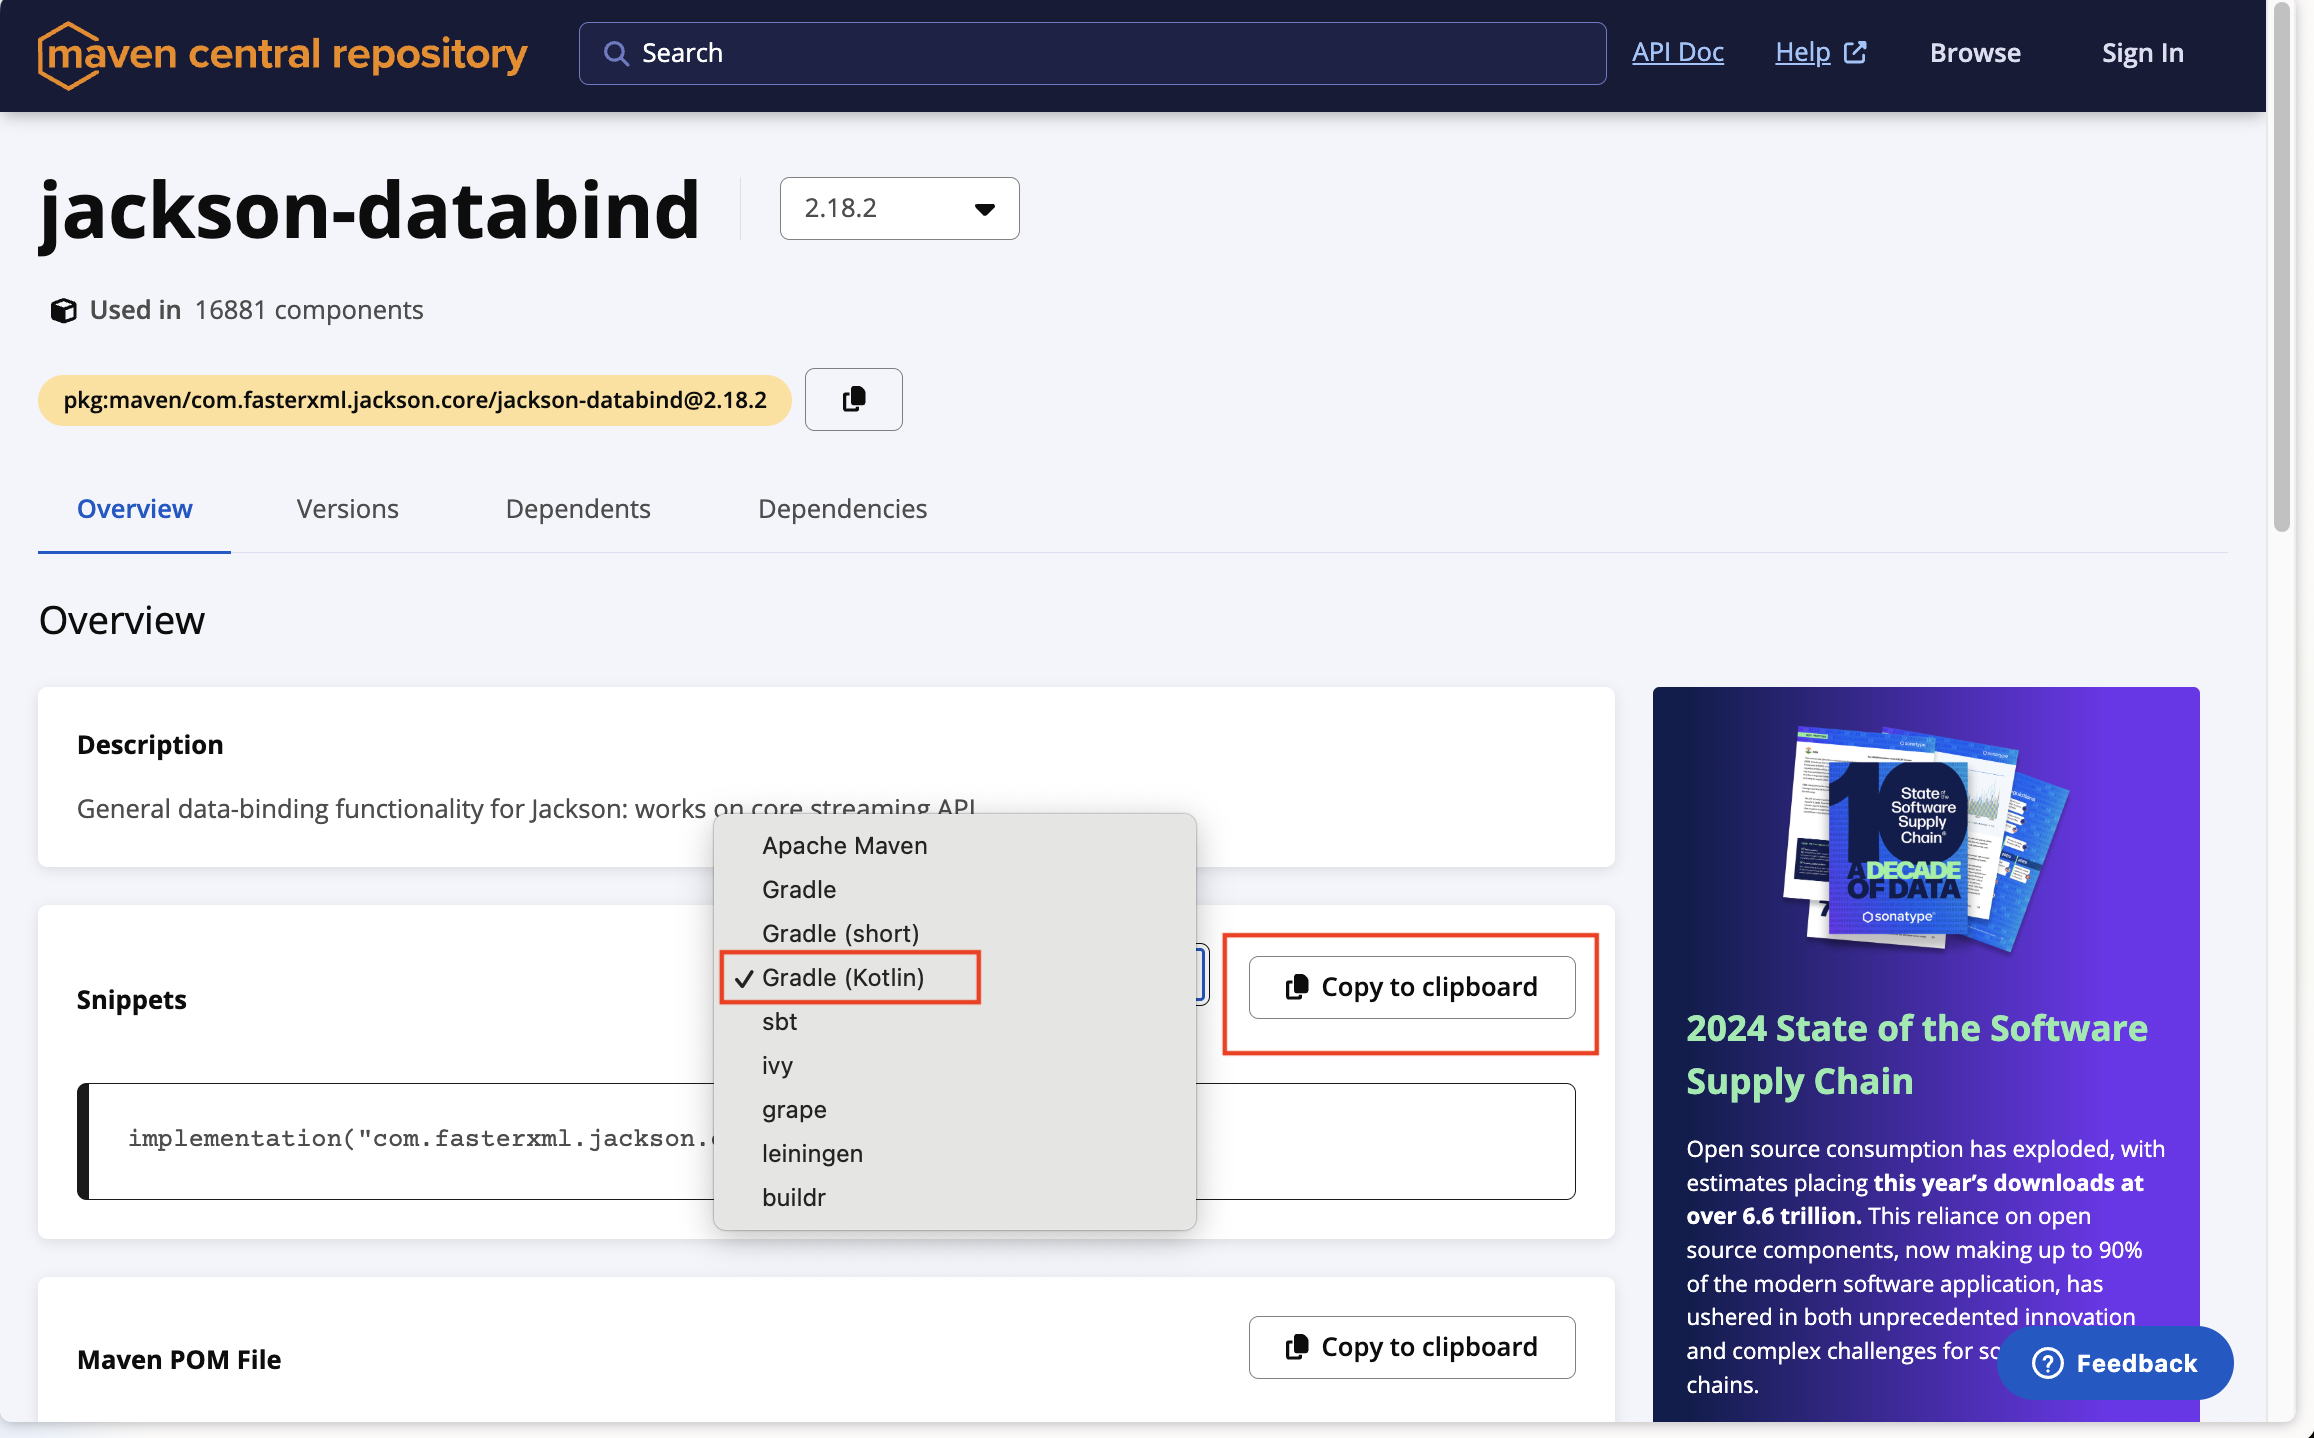 maven central repository
Search
API Doc
Help
Browse
Sign In
jackson-databind
2.18.2
Used in 16881 components
pkg:maven/com.fasterxml.jackson.core/jackson-databind@2.18.2
Overview
Versions
Dependents
Dependencies
Overview
Description
General data-binding functionality for Jackson: works on core streaming API
Snippets
Apache Maven
Gradle
Gradle (short)
✓ Gradle (Kotlin)
sbt
ivy
grape
leiningen
buildr
Copy to clipboard
implementation("com.fasterxml.jackson.
Maven POM File
Copy to clipboard
State of the
Software
Supply
Chain
10
A DECADE
OF DATA
sonatype
2024 State of the Software
Supply Chain
Open source consumption has exploded, with
estimates placing this year's downloads at
over 6.6 trillion. This reliance on open
source components, now making up to 90%
of the modern software application, has
ushered in both unprecedented innovation
and complex challenges for
chains.
Feedback